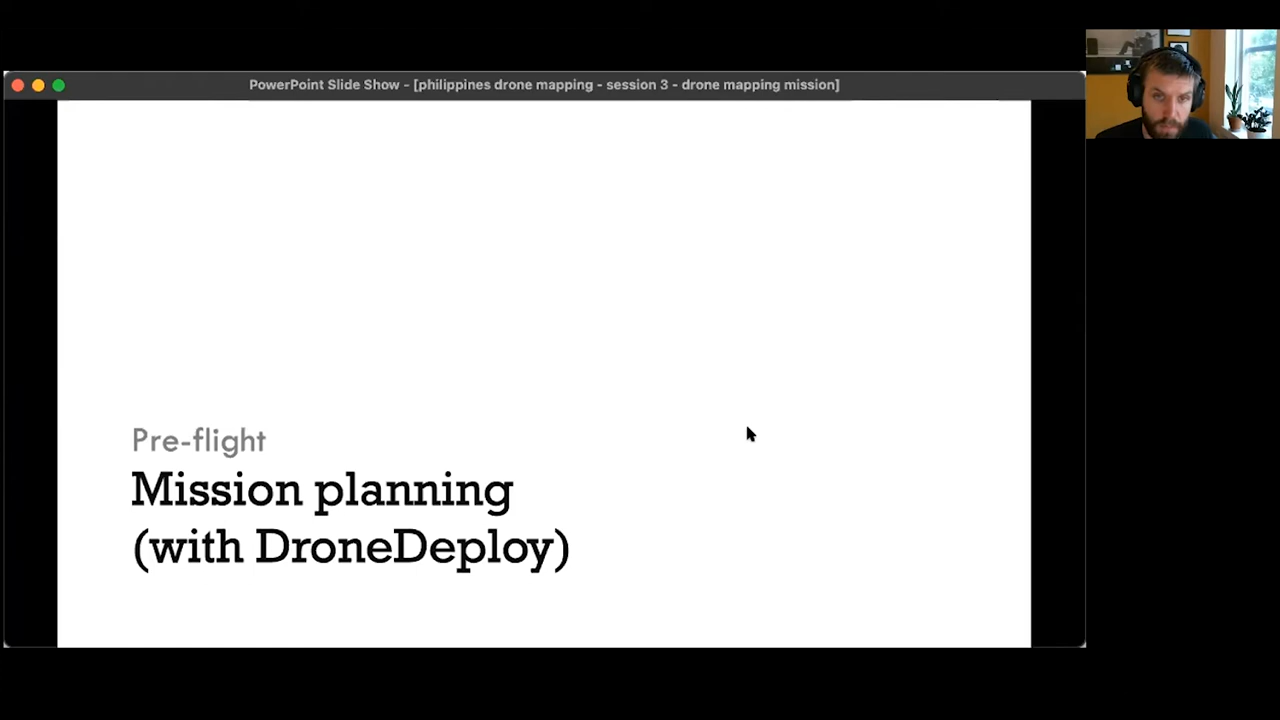 PowerPoint Slide Show - [philippines drone mapping - session 3 - drone mapping mission]
Pre-flight
Mission planning
(with DroneDeploy)